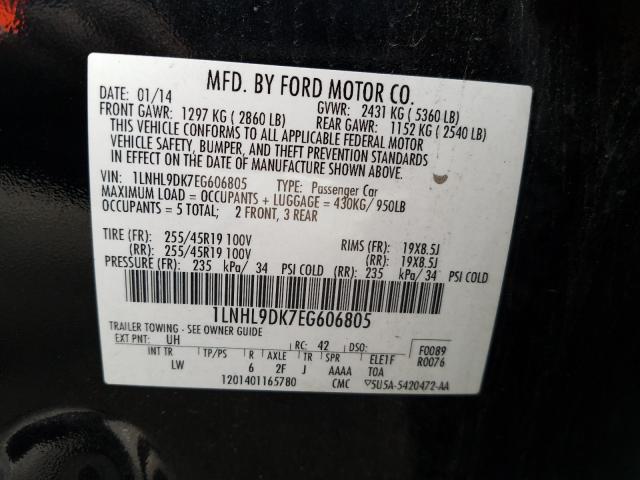 MFD. BY FORD MOTOR CO.
DATE: 01/14 GVWR: 2431 KG ( 5360 LB)
FRONT GAWR: 1297 KG ( 2860 LB) REAR GAWR: 1152 KG ( 2540 LB)
THIS VEHICLE CONFORMS TO ALL APPLICABLE FEDERAL MOTOR
VEHICLE SAFETY, BUMPER, AND THEFT PREVENTION STANDARDS
IN EFFECT ON THE DATE OF MANUFACTURE SHOWN ABOVE.
VIN: 1LNHL9DK7EG606805 TYPE: Passenger Car
MAXIMUM LOAD = OCCUPANTS + LUGGAGE = 430KG/ 950LB
OCCUPANTS = 5 TOTAL; 2 FRONT, 3 REAR
TIRE (FR): 255/45R19 100V RIMS (FR): 19X8.5J
(RR): 255/45R19 100V (RR): 19X8.5J
PRESSURE (FR): 235 kPa/ 34 PSI COLD (RR): 235 kPa/ 34 PSI COLD
1LNHL9DK7EG606805
TRAILER TOWING - SEE OWNER GUIDE
EXT PNT: UH RC: 42 F0089
INT TR TP/PS R AXLE TR SPR ELE1F R0076
LW 6 2F J AAAA TOA
1201401165780 CMC 5U5A-5420472-AA